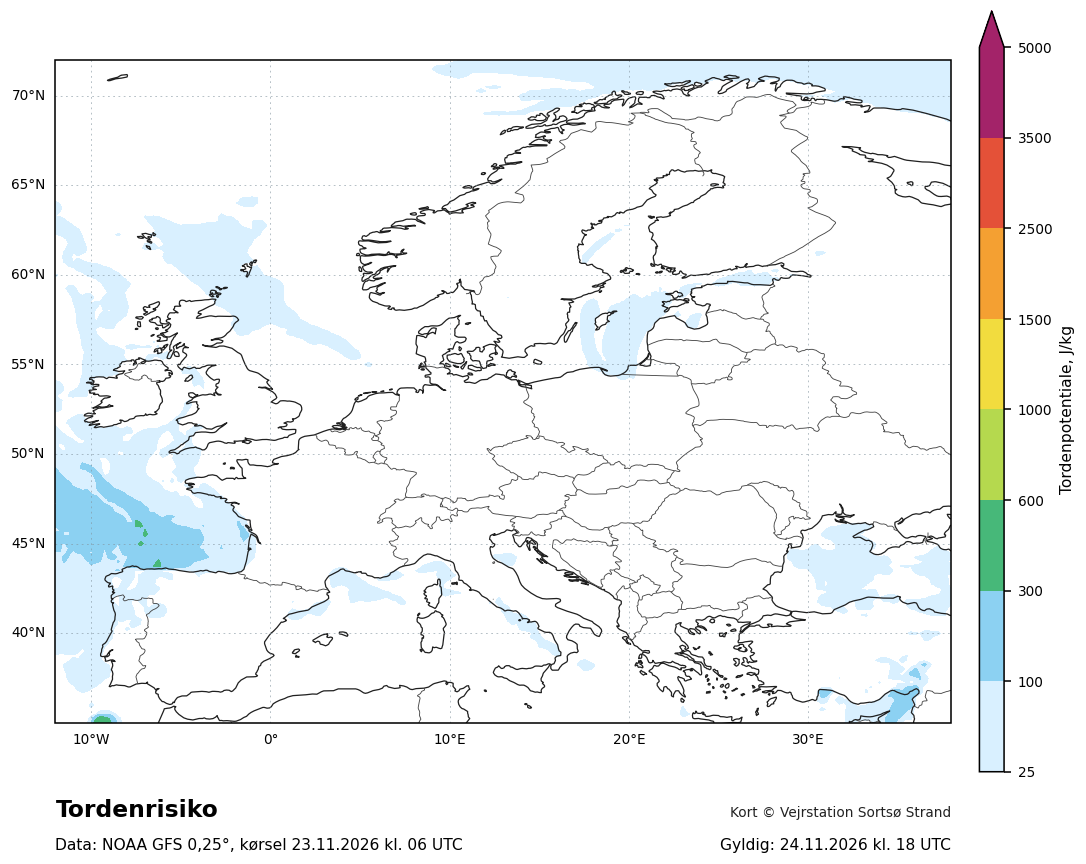 70°N
65°N
60°N
55°N
50°N
45°N
40°N
10°W
0°
10°E
20°E
30°E
5000
3500
2500
1500
1000
600
300
100
25
Tordenpotentiale, J/kg
Tordenrisiko
Kort © Vejrstation Sortsø Strand
Data: NOAA GFS 0,25°, kørsel 23.11.2026 kl. 06 UTC
Gyldig: 24.11.2026 kl. 18 UTC